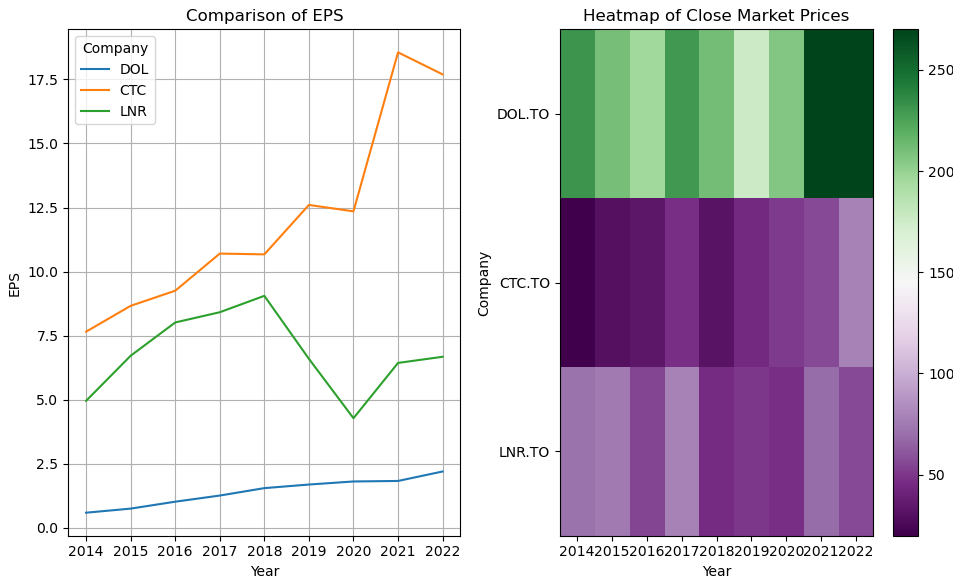 Comparison of EPS
Company
DOL
CTC
LNR
17.5
15.0
12.5
10.0
7.5
5.0
2.5
0.0
EPS
2014 2015 2016 2017 2018 2019 2020 2021 2022
Year
Heatmap of Close Market Prices
DOL.TO
CTC.TO
LNR.TO
Company
2014 2015 2016 2017 2018 2019 2020 2021 2022
Year
250
200
150
100
50